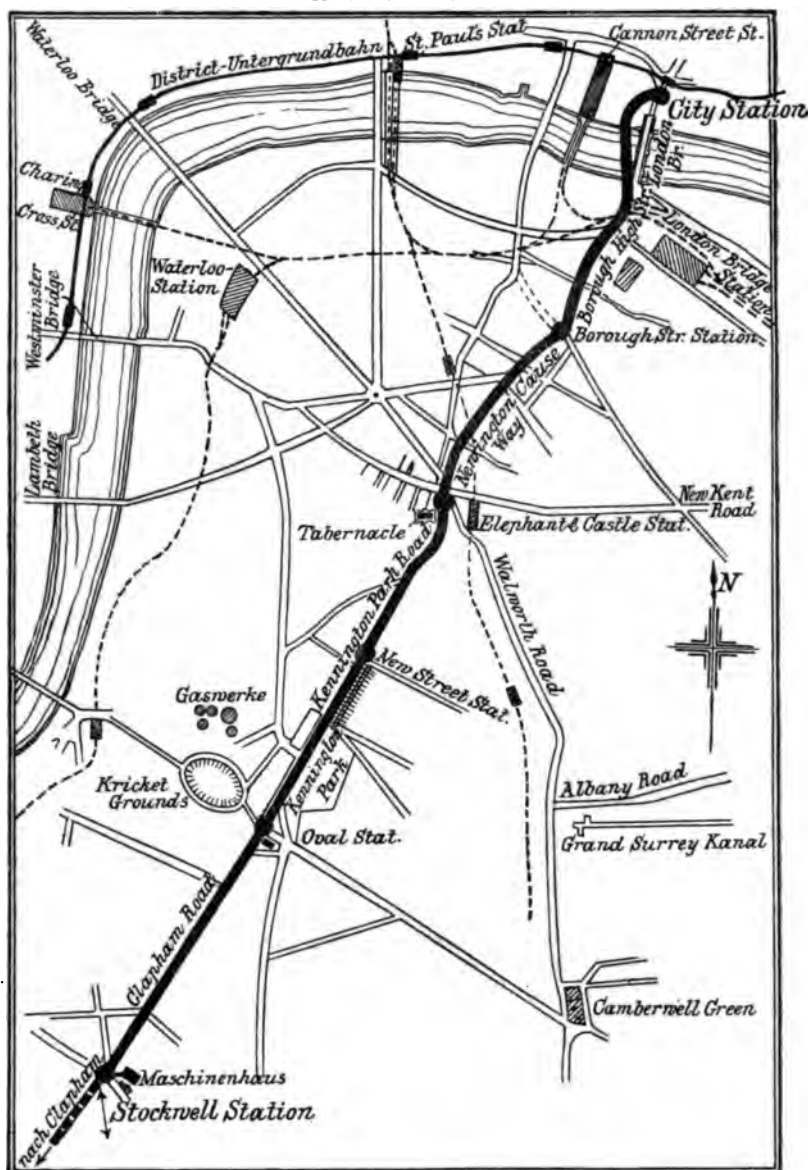 Waterloo Bridge
District-Untergrundbahn
St. Paul's Stat
Cannon Street St.
City Station
London
Br.
Charing
Cross St.
Borough High Str.
London Bridge
Station
Waterloo-
Station
Westminster
Bridge
Borough Str. Station
Newington Cause
Way
Lambeth
Bridge
New Kent
Road
Tabernacle
Elephant & Castle Stat.
N
Kennington Park Road
Walworth Road
New Street Stat.
Gaswerke
Kennington
Park
Kricket
Grounds
Albany Road
Oval Stat.
Grand Surrey Kanal
Clapham Road
Camberwell Green
Maschinenhaus
Stockwell Station
nach Clapham